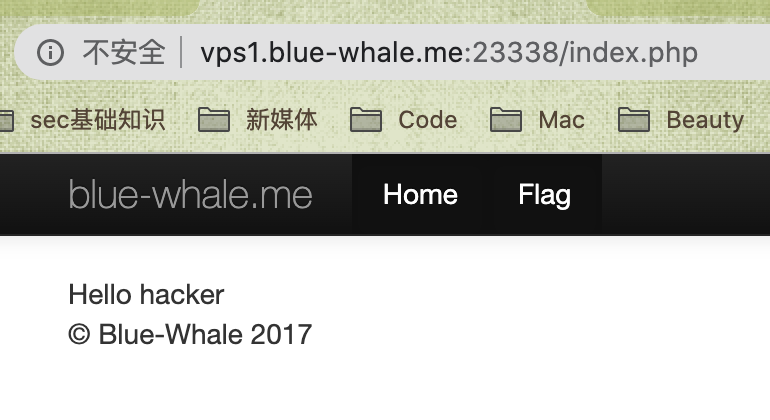 不安全 vps1.blue-whale.me:23338/index.php
sec基础知识 新媒体 Code Mac Beauty
blue-whale.me Home Flag
Hello hacker
© Blue-Whale 2017